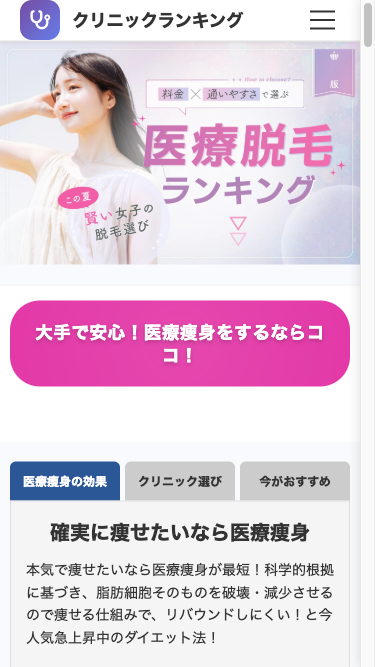 クリニックランキング
版
料金×通いやすさで選ぶ
医療脱毛
ランキング
この夏
賢い女子の
脱毛選び
大手で安心！医療痩身をするならコ
コ！
医療痩身の効果
クリニック選び
今がおすすめ
確実に痩せたいなら医療痩身
本気で痩せたいなら医療痩身が最短！科学的根拠
に基づき、脂肪細胞そのものを破壊・減少させる
ので痩せる仕組みで、リバウンドしにくい！と今
人気急上昇中のダイエット法！